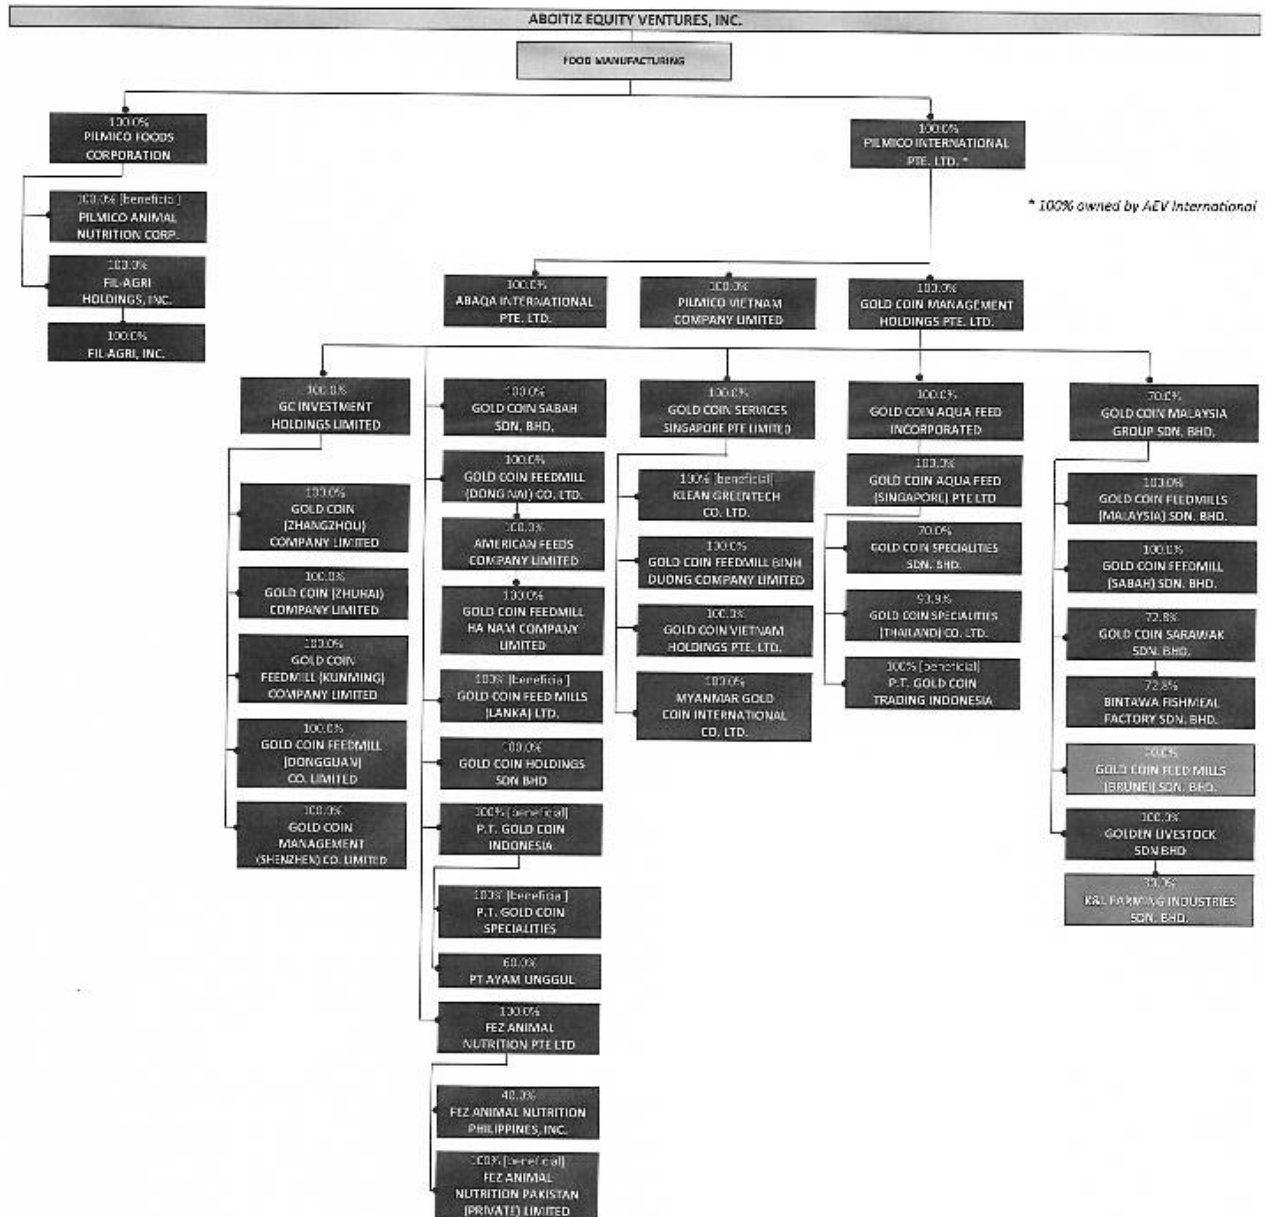 ABOITIZ EQUITY VENTURES, INC.
FOOD MANUFACTURING
100.0%
PILMICO FOODS
CORPORATION
100.0% [beneficial]
PILMICO ANIMAL
NUTRITION CORP.
100.0%
FIL-AGRI
HOLDINGS, INC.
100.0%
FIL-AGRI, INC.
100.0%
PILMICO INTERNATIONAL
PTE. LTD. *
* 100% owned by AEV International
100.0%
ABAQA INTERNATIONAL
PTE. LTD.
100.0%
PILMICO VIETNAM
COMPANY LIMITED
100.0%
GOLD COIN MANAGEMENT
HOLDINGS PTE. LTD.
100.0%
GC INVESTMENT
HOLDINGS LIMITED
100.0%
GOLD COIN
(ZHANGZHOU)
COMPANY LIMITED
100.0%
GOLD COIN (ZHUHAI)
COMPANY LIMITED
100.0%
GOLD COIN
FEEDMILL (KUNMING)
COMPANY LIMITED
100.0%
GOLD COIN FEEDMILL
(DONGGUAN)
CO. LIMITED
100.0%
GOLD COIN
MANAGEMENT
(SHENZHEN) CO. LIMITED
100.0%
GOLD COIN SABAH
SDN. BHD.
100.0%
GOLD COIN FEEDMILL
(DONG NAI) CO. LTD.
100.0%
AMERICAN FEEDS
COMPANY LIMITED
100.0%
GOLD COIN FEEDMILL
HA NAM COMPANY
LIMITED
100% [beneficial]
GOLD COIN FEED MILLS
(LANKA) LTD.
100.0%
GOLD COIN HOLDINGS
SDN BHD
100% [beneficial]
P.T. GOLD COIN
INDONESIA
100% [beneficial]
P.T. GOLD COIN
SPECIALITIES
60.0%
PT AYAM UNGGUL
100.0%
FEZ ANIMAL
NUTRITION PTE LTD
40.0%
FEZ ANIMAL NUTRITION
PHILIPPINES, INC.
100% [beneficial]
FEZ ANIMAL
NUTRITION PAKISTAN
(PRIVATE) LIMITED
100.0%
GOLD COIN SERVICES
SINGAPORE PTE LIMITED
100% [beneficial]
KLEAN GREENTECH
CO. LTD.
100.0%
GOLD COIN FEEDMILL BINH
DUONG COMPANY LIMITED
100.0%
GOLD COIN VIETNAM
HOLDINGS PTE. LTD.
100.0%
MYANMAR GOLD
COIN INTERNATIONAL
CO. LTD.
100.0%
GOLD COIN AQUA FEED
INCORPORATED
100.0%
GOLD COIN AQUA FEED
(SINGAPORE) PTE LTD
70.0%
GOLD COIN SPECIALITIES
SDN. BHD.
93.9%
GOLD COIN SPECIALITIES
(THAILAND) CO. LTD.
100% [beneficial]
P.T. GOLD COIN
TRADING INDONESIA
70.0%
GOLD COIN MALAYSIA
GROUP SDN. BHD.
100.0%
GOLD COIN FEEDMILLS
(MALAYSIA) SDN. BHD.
100.0%
GOLD COIN FEEDMILL
(SABAH) SDN. BHD.
72.8%
GOLD COIN SARAWAK
SDN. BHD.
72.8%
BINTAWA FISHMEAL
FACTORY SDN. BHD.
GOLD COIN FEED MILLS
(BRUNEI) SDN. BHD.
100.0%
GOLDEN LIVESTOCK
SDN BHD
K&L FARMING INDUSTRIES
SDN. BHD.